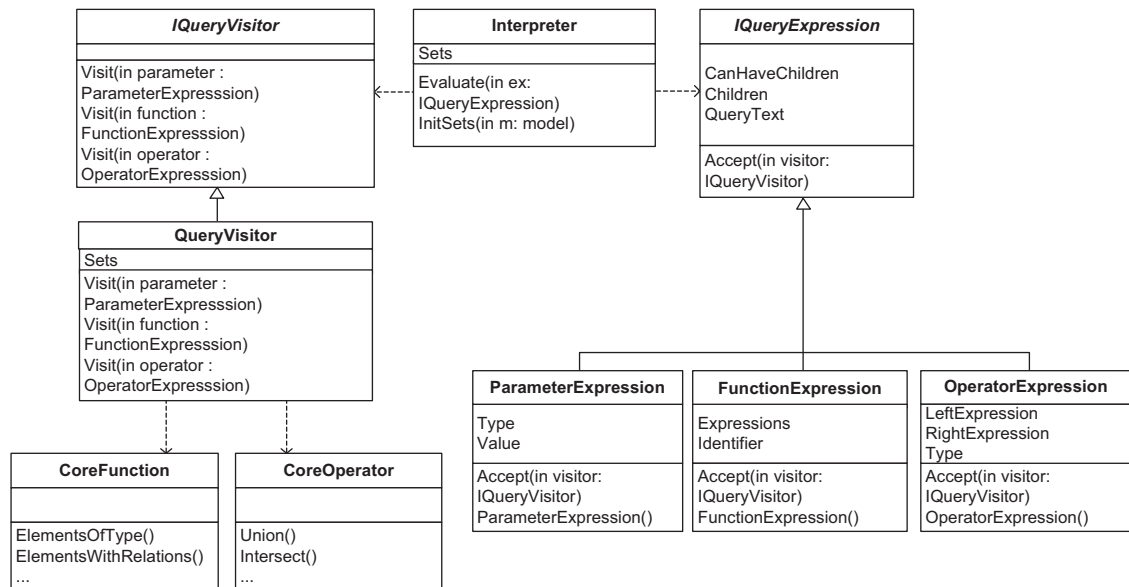 IQueryVisitor
Visit(in parameter :
ParameterExpresssion)
Visit(in function :
FunctionExpresssion)
Visit(in operator :
OperatorExpresssion)
Interpreter
Sets
Evaluate(in ex:
IQueryExpression)
InitSets(in m: model)
IQueryExpression
CanHaveChildren
Children
QueryText
Accept(in visitor:
IQueryVisitor)
QueryVisitor
Sets
Visit(in parameter :
ParameterExpresssion)
Visit(in function :
FunctionExpresssion)
Visit(in operator :
OperatorExpresssion)
CoreFunction
ElementsOfType()
ElementsWithRelations()
...
CoreOperator
Union()
Intersect()
...
ParameterExpression
Type
Value
Accept(in visitor:
IQueryVisitor)
ParameterExpression()
FunctionExpression
Expressions
Identifier
Accept(in visitor:
IQueryVisitor)
FunctionExpression()
OperatorExpression
LeftExpression
RightExpression
Type
Accept(in visitor:
IQueryVisitor)
OperatorExpression()